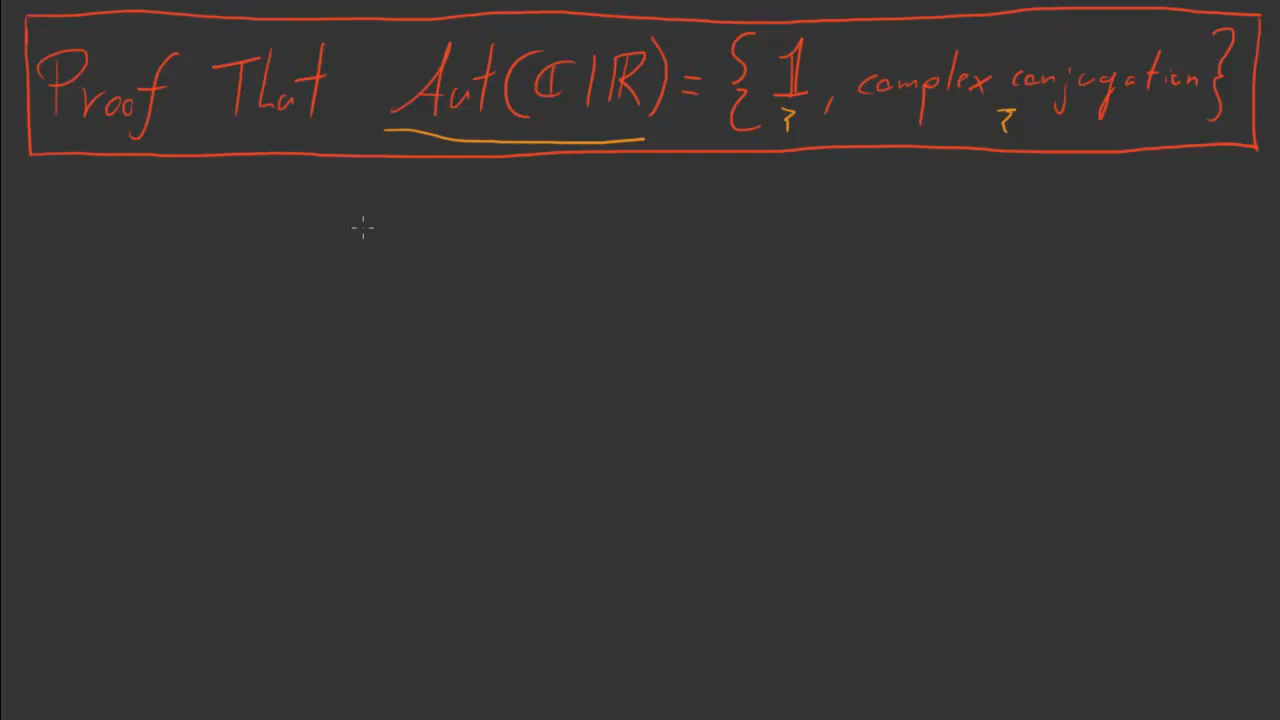 Proof That Aut(ℂ/ℝ) = { 𝟙, complex conjugation }
? ?